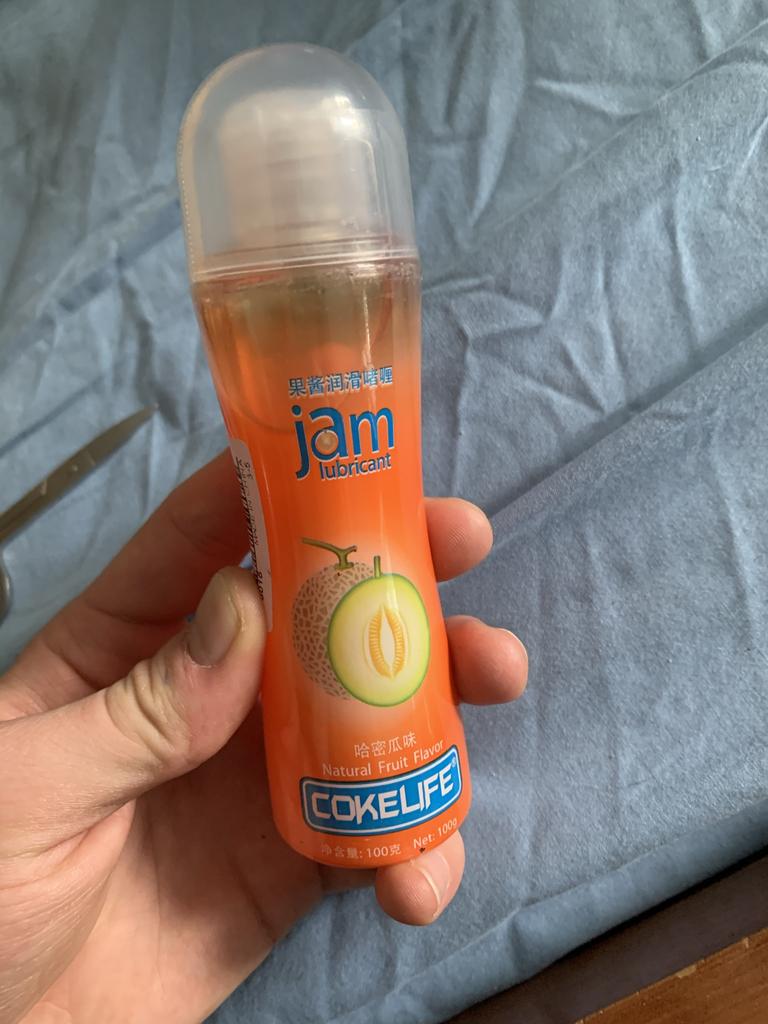 果酱润滑啫喱
jam
lubricant
哈密瓜味
Natural Fruit Flavor
COKELIFE®
净含量: 100克 Net: 100g